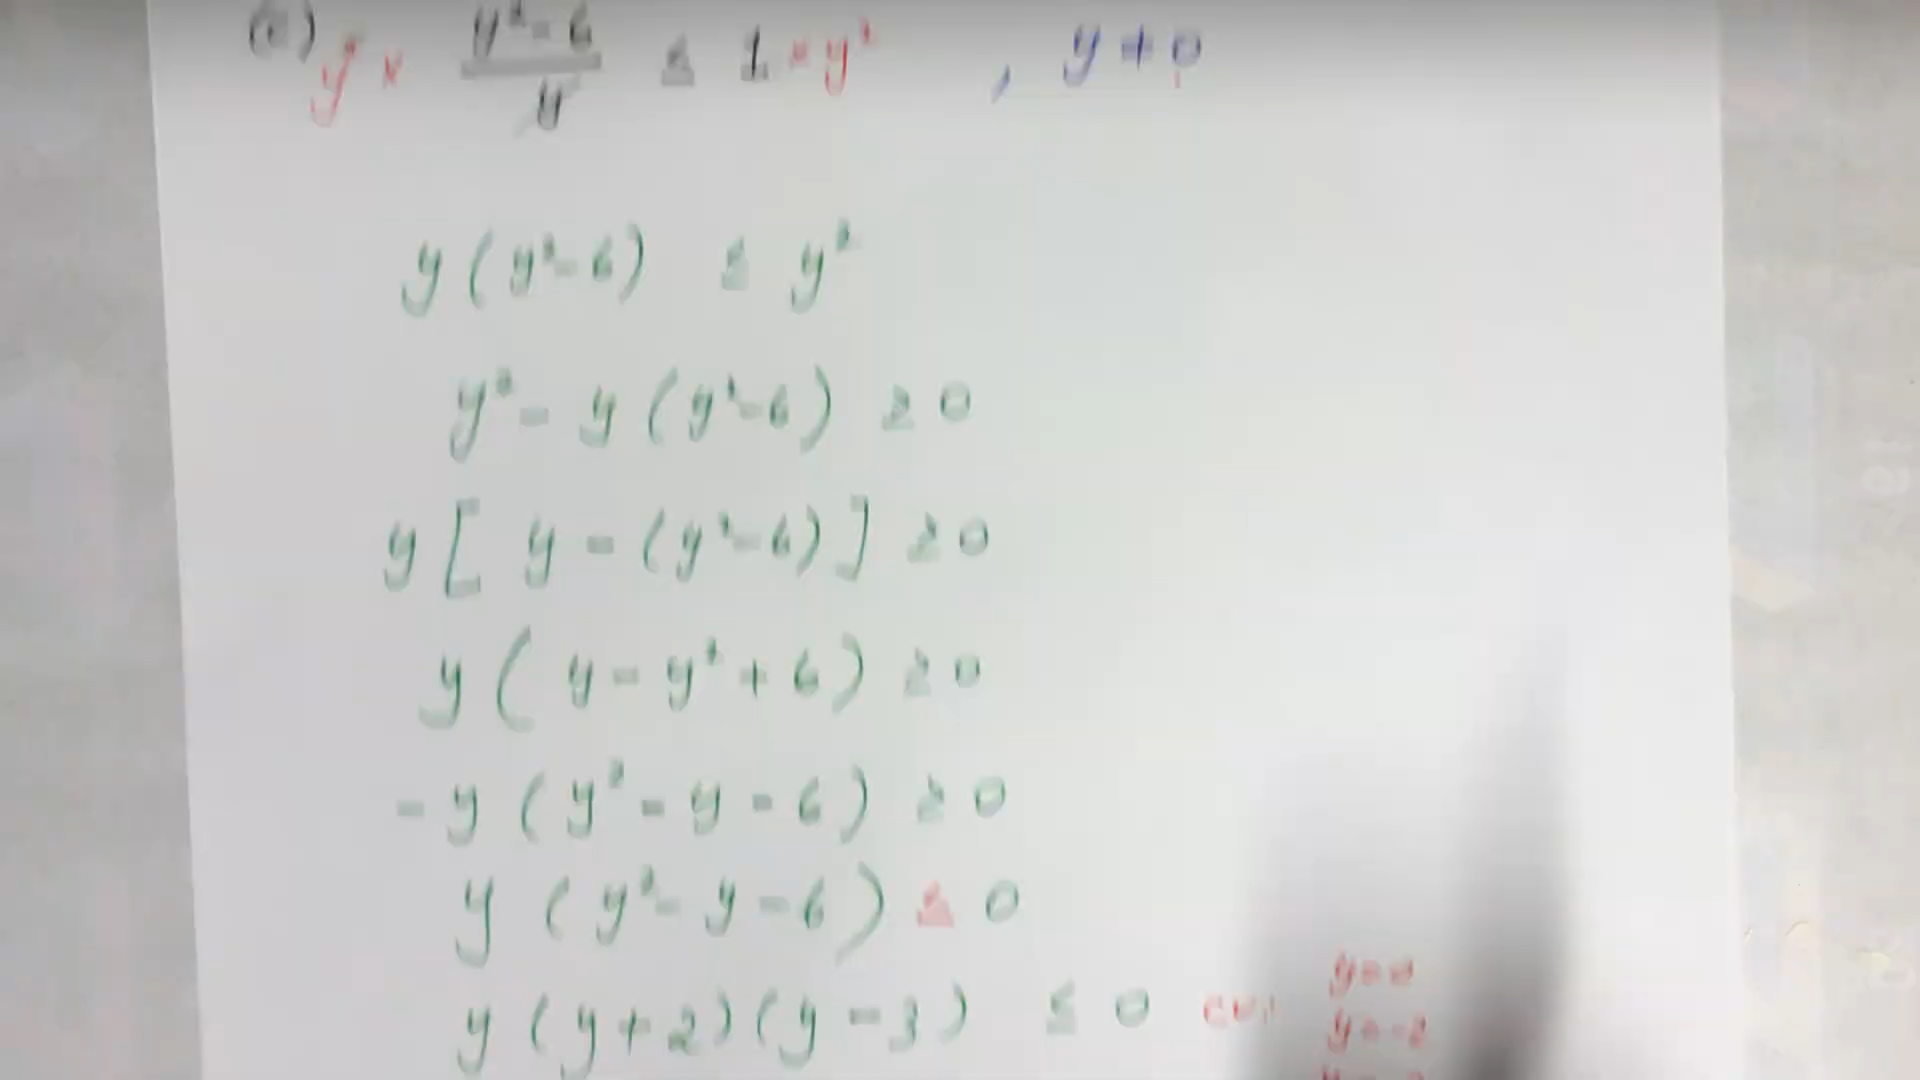 (c) y² × (y² - 6)/y ≤ 1 × y² , y ≠ 0
y (y² - 6) ≤ y²
y² - y (y² - 6) ≥ 0
y [ y - (y² - 6) ] ≥ 0
y ( y - y² + 6 ) ≥ 0
- y ( y² - y - 6 ) ≥ 0
y ( y² - y - 6 ) ≤ 0
y ( y + 2 ) ( y - 3 ) ≤ 0
y = 0
y = -2